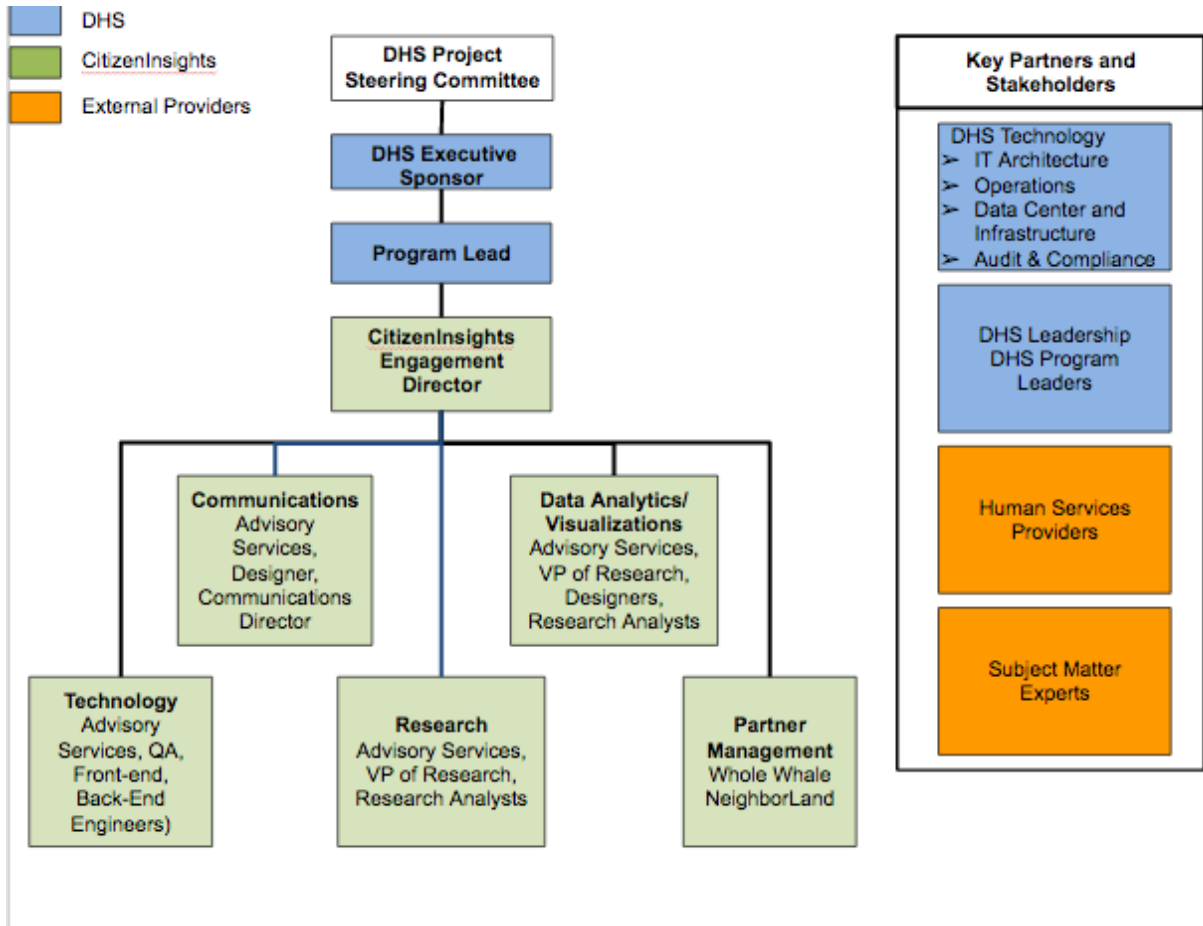 DHS
CitizenInsights
External Providers
DHS Project
Steering Committee
DHS Executive
Sponsor
Program Lead
CitizenInsights
Engagement
Director
Communications
Advisory
Services,
Designer,
Communications
Director
Data Analytics/
Visualizations
Advisory Services,
VP of Research,
Designers,
Research Analysts
Technology
Advisory
Services, QA,
Front-end,
Back-End
Engineers)
Research
Advisory Services,
VP of Research,
Research Analysts
Partner
Management
Whole Whale
NeighborLand
Key Partners and
Stakeholders
DHS Technology
➢ IT Architecture
➢ Operations
➢ Data Center and
Infrastructure
➢ Audit & Compliance
DHS Leadership
DHS Program
Leaders
Human Services
Providers
Subject Matter
Experts